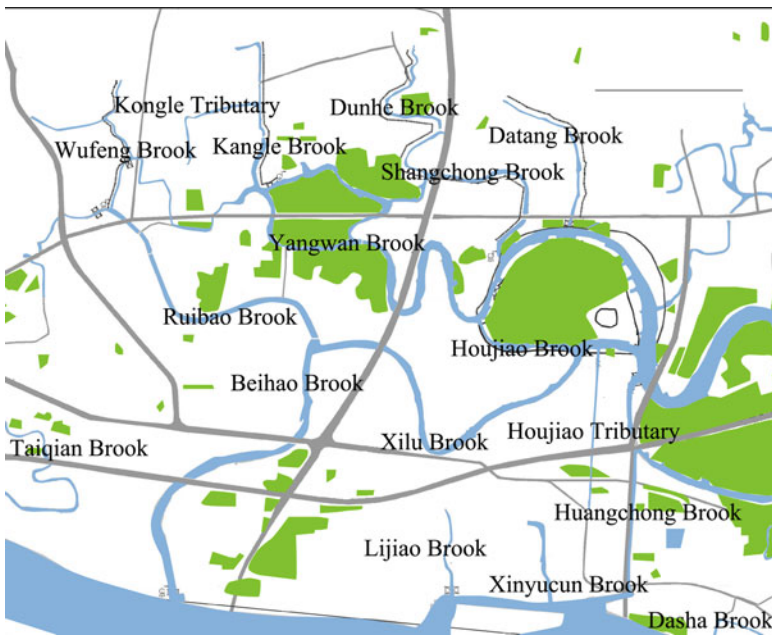 Kongle Tributary
Dunhe Brook
Datang Brook
Wufeng Brook
Kangle Brook
Shangchong Brook
Yangwan Brook
Ruibao Brook
Houjiao Brook
Beihao Brook
Xilu Brook
Houjiao Tributary
Taiqian Brook
Huangchong Brook
Lijiao Brook
Xinyucun Brook
Dasha Brook